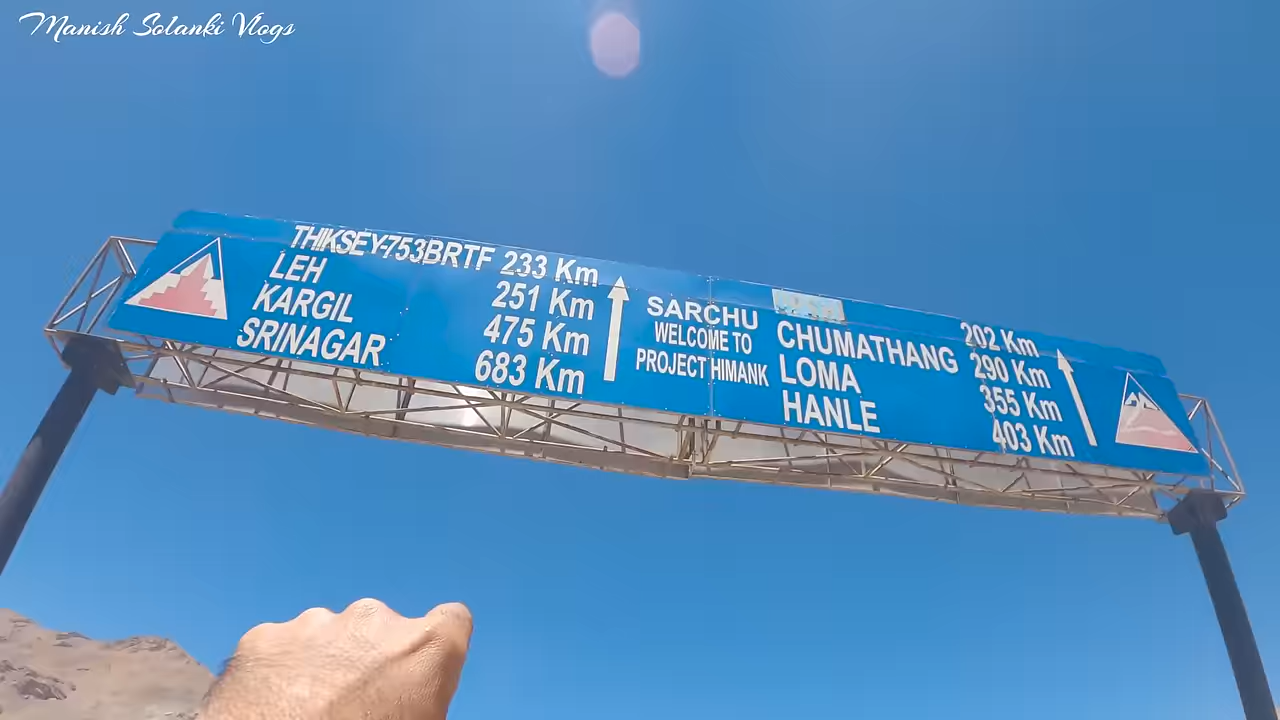 Manish Solanki Vlogs
THIKSEY-753BRTF 233 Km
LEH 251 Km
KARGIL 475 Km
SRINAGAR 683 Km
SARCHU
WELCOME TO
PROJECT HIMANK
202 Km
CHUMATHANG 290 Km
LOMA 355 Km
HANLE 403 Km